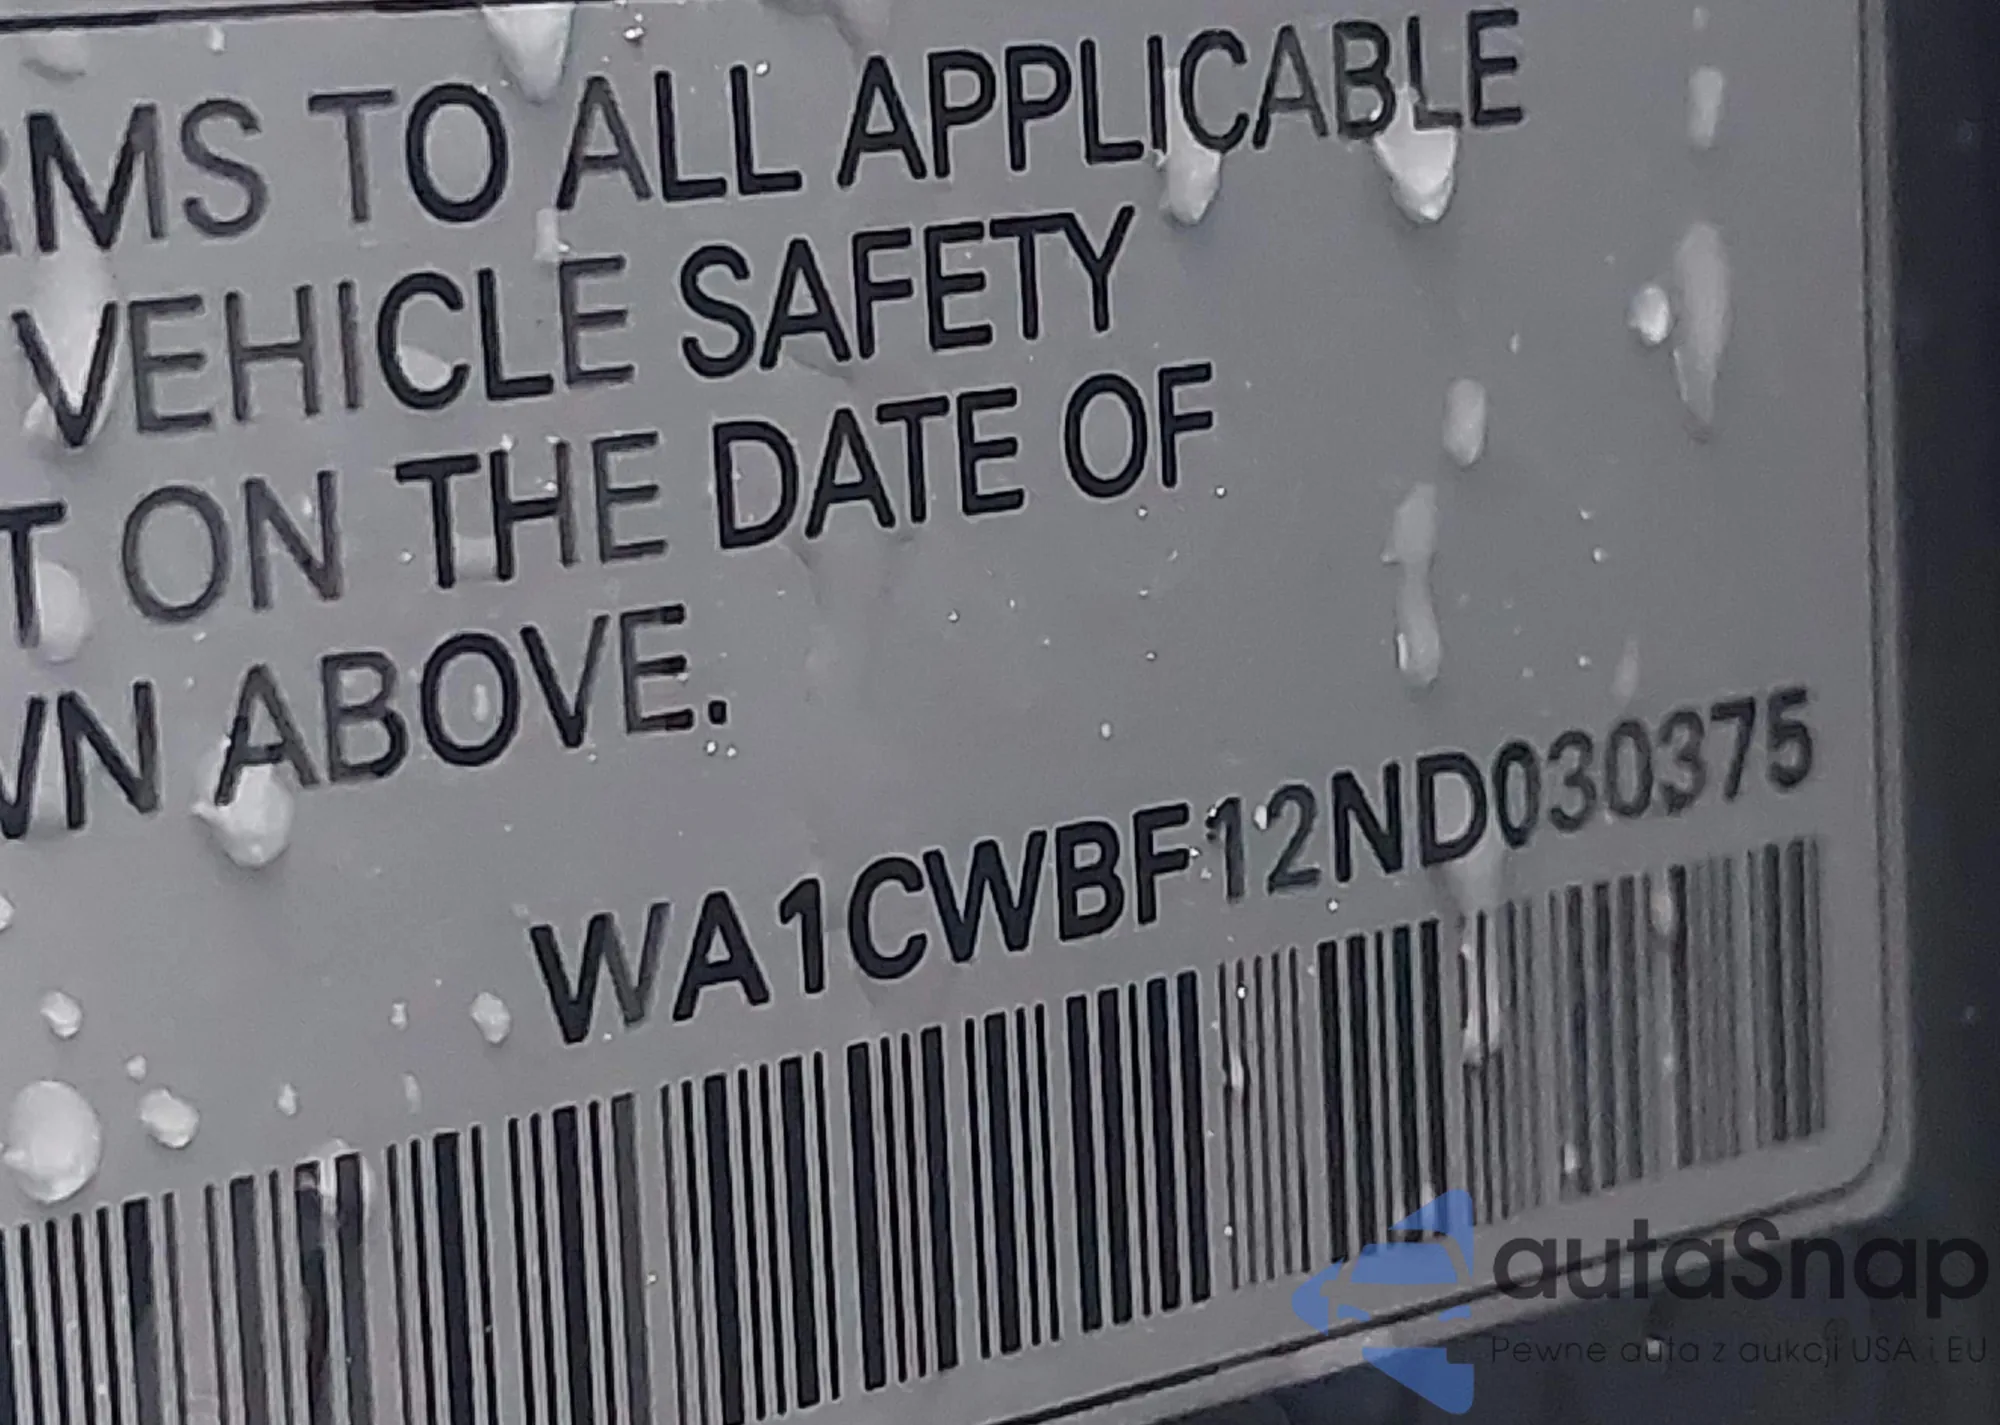 RMS TO ALL APPLICABLE
VEHICLE SAFETY
T ON THE DATE OF
WN ABOVE.
WA1CWBF12ND030375
autaSnap
Pewne auta z aukcji USA i EU